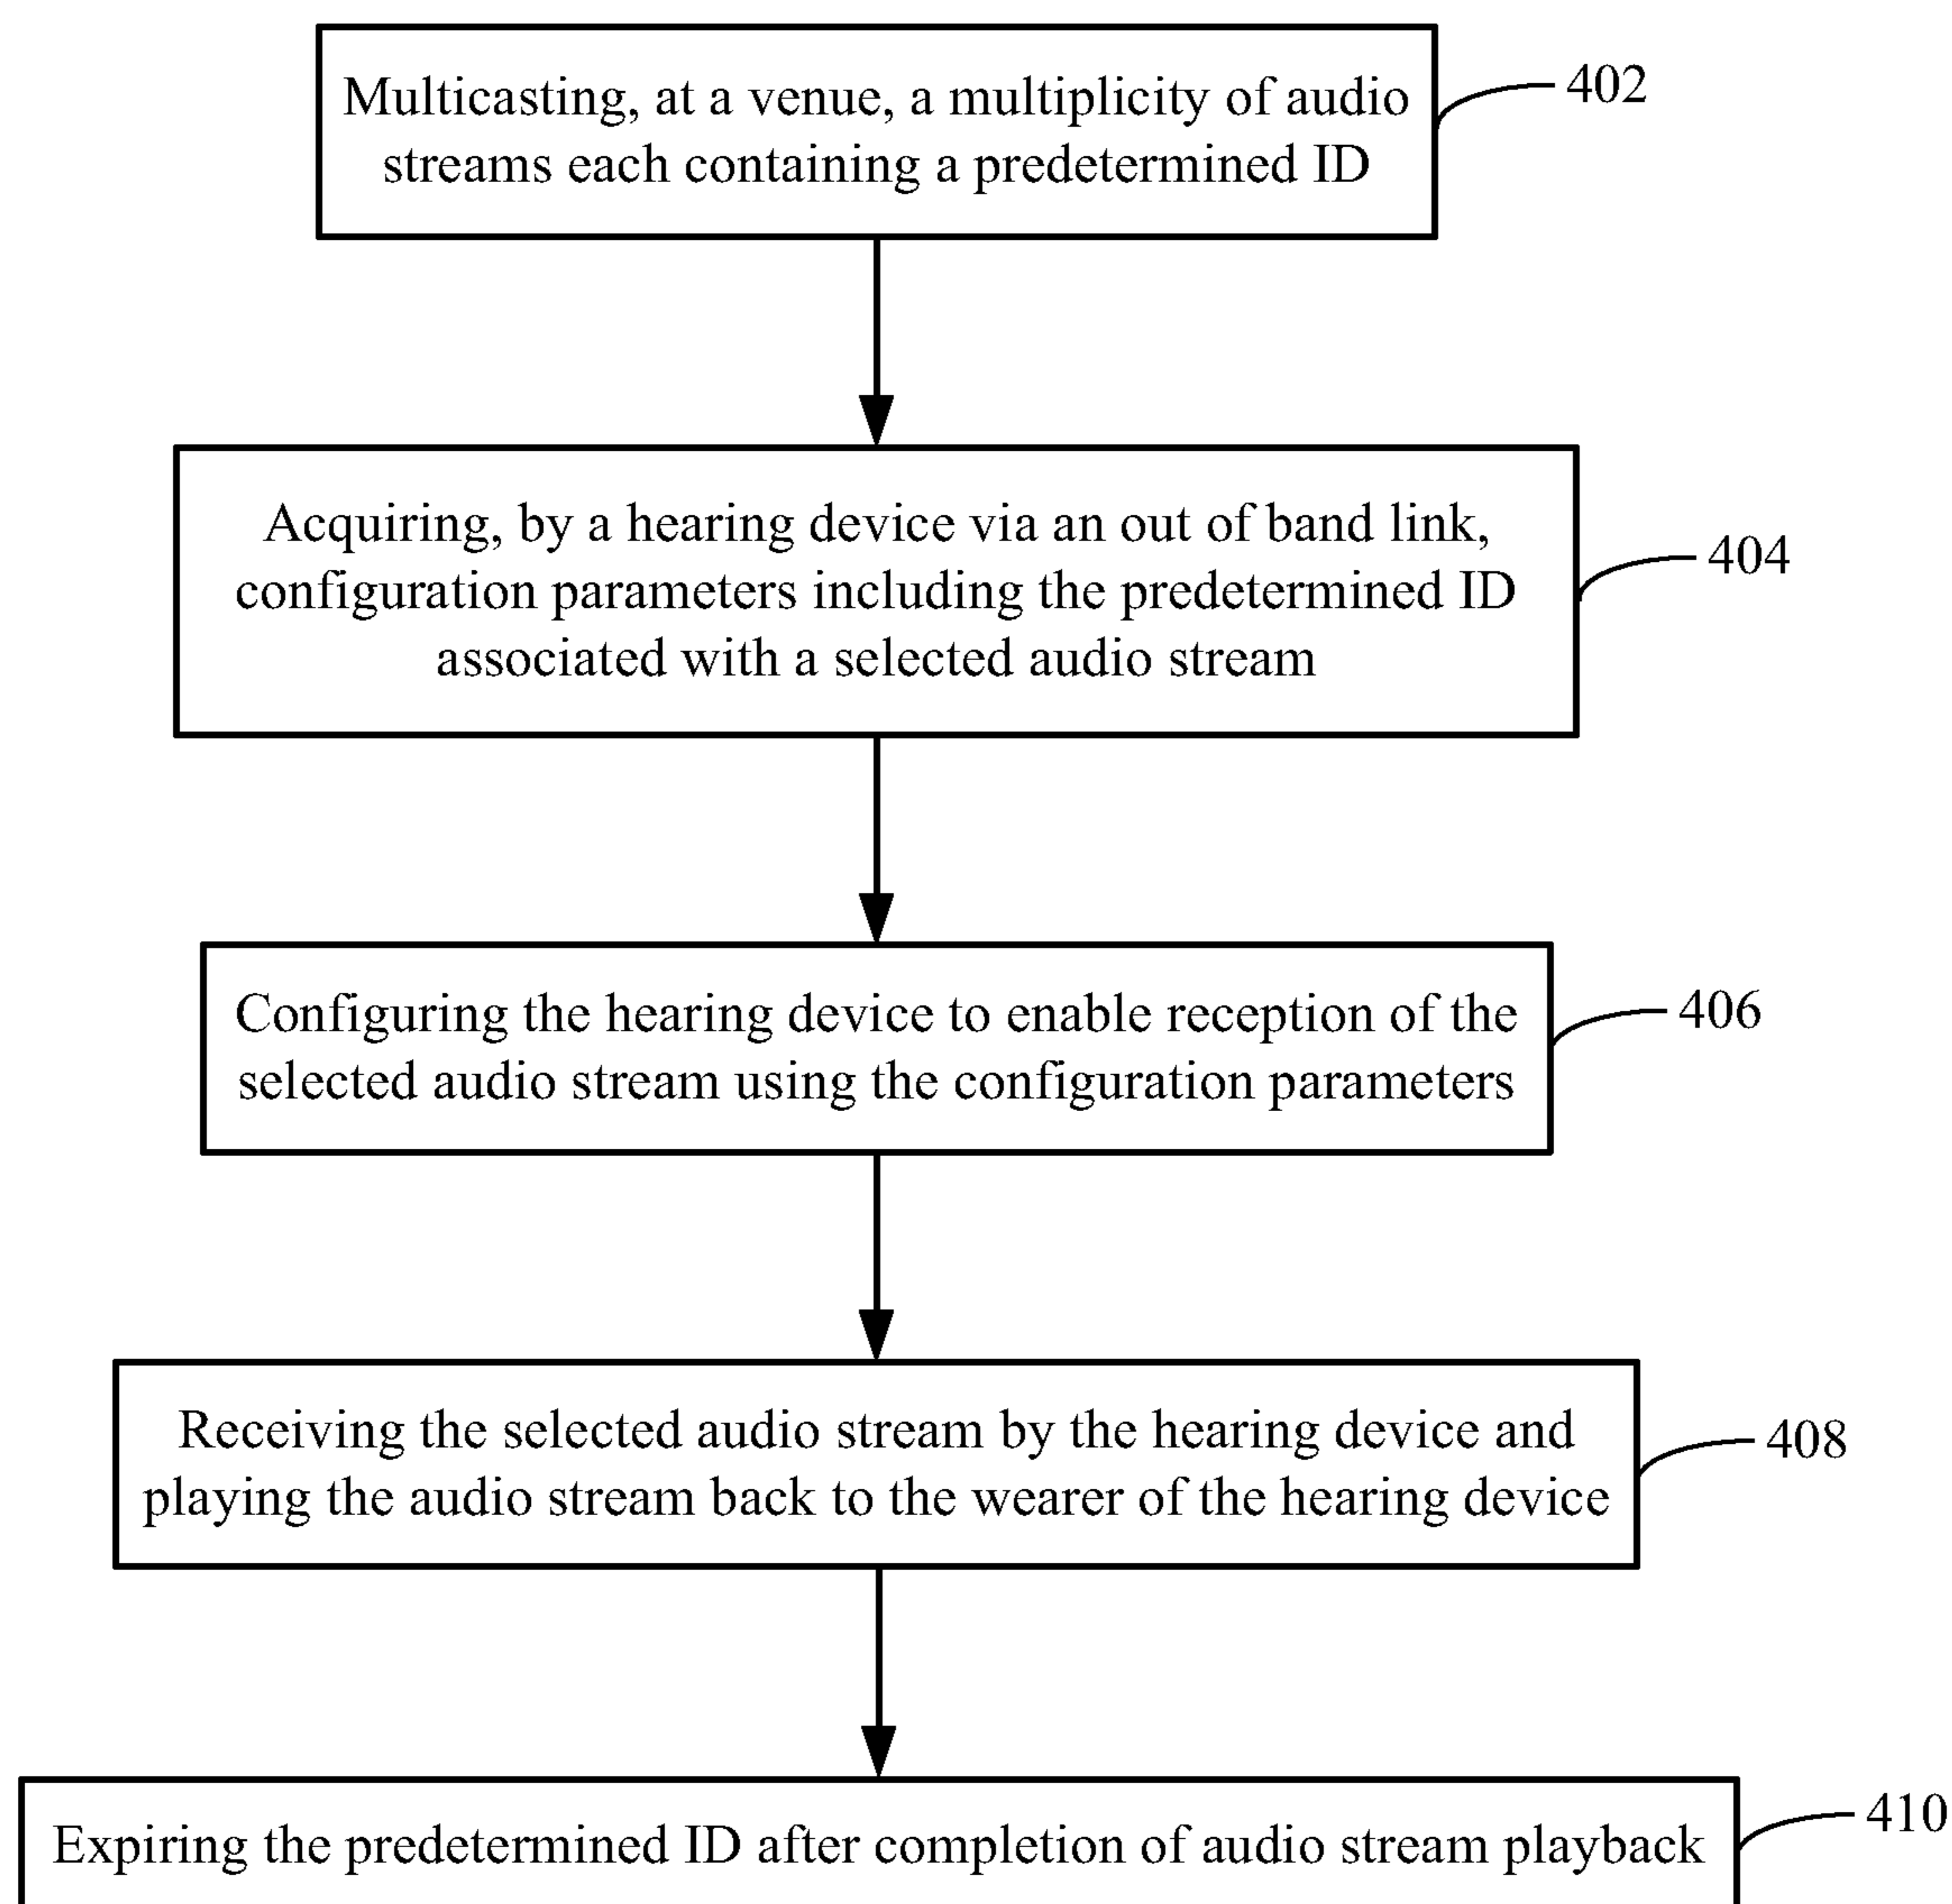 Multicasting, at a venue, a multiplicity of audio
streams each containing a predetermined ID
402
Acquiring, by a hearing device via an out of band link,
configuration parameters including the predetermined ID
associated with a selected audio stream
404
Configuring the hearing device to enable reception of the
selected audio stream using the configuration parameters
406
Receiving the selected audio stream by the hearing device and
playing the audio stream back to the wearer of the hearing device
408
Expiring the predetermined ID after completion of audio stream playback
410